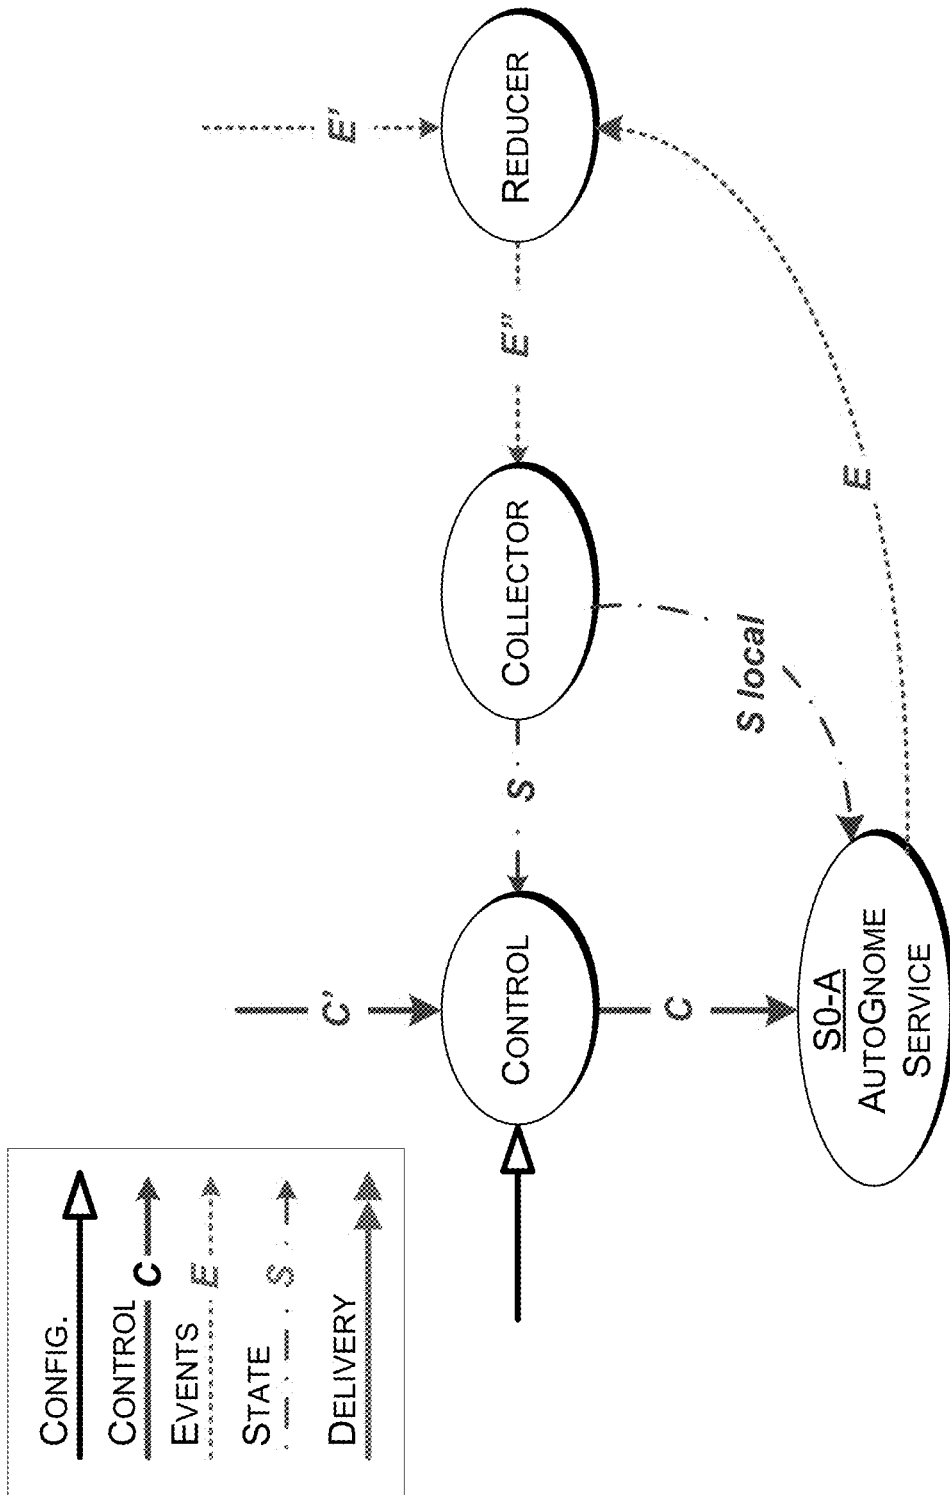 CONFIG.
CONTROL
C
EVENTS
E
STATE
S
DELIVERY
C'
CONTROL
C
S0-A
AUTOGNOME
SERVICE
S
COLLECTOR
S local
E"
REDUCER
E'
E